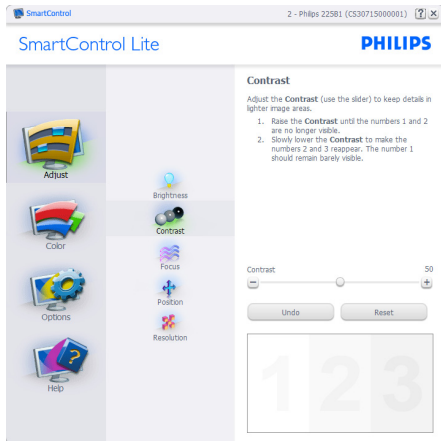 SmartControl
2 - Philips 225B1 (CS30715000001)
? ×
SmartControl Lite
PHILIPS
Adjust
Color
Options
Help
Brightness
Contrast
Focus
Position
Resolution
Contrast
Adjust the Contrast (use the slider) to keep details in
lighter image areas.
1. Raise the Contrast until the numbers 1 and 2
are no longer visible.
2. Slowly lower the Contrast to make the
numbers 2 and 3 reappear. The number 1
should remain barely visible.
Contrast 50
Undo Reset
1 2 3